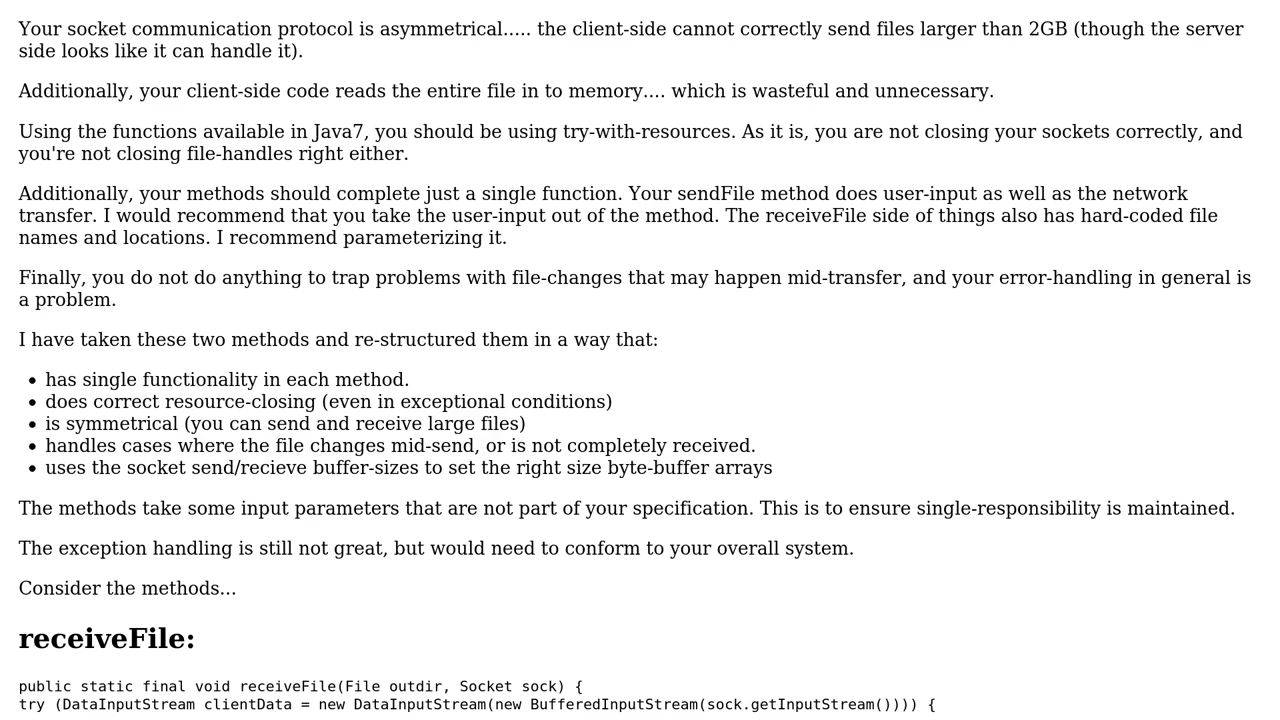 Your socket communication protocol is asymmetrical..... the client-side cannot correctly send files larger than 2GB (though the server
side looks like it can handle it).
Additionally, your client-side code reads the entire file in to memory.... which is wasteful and unnecessary.
Using the functions available in Java7, you should be using try-with-resources. As it is, you are not closing your sockets correctly, and
you're not closing file-handles right either.
Additionally, your methods should complete just a single function. Your sendFile method does user-input as well as the network
transfer. I would recommend that you take the user-input out of the method. The receiveFile side of things also has hard-coded file
names and locations. I recommend parameterizing it.
Finally, you do not do anything to trap problems with file-changes that may happen mid-transfer, and your error-handling in general is
a problem.
I have taken these two methods and re-structured them in a way that:
• has single functionality in each method.
• does correct resource-closing (even in exceptional conditions)
• is symmetrical (you can send and receive large files)
• handles cases where the file changes mid-send, or is not completely received.
• uses the socket send/recieve buffer-sizes to set the right size byte-buffer arrays
The methods take some input parameters that are not part of your specification. This is to ensure single-responsibility is maintained.
The exception handling is still not great, but would need to conform to your overall system.
Consider the methods...
receiveFile:
public static final void receiveFile(File outdir, Socket sock) {
try (DataInputStream clientData = new DataInputStream(new BufferedInputStream(sock.getInputStream()))) {